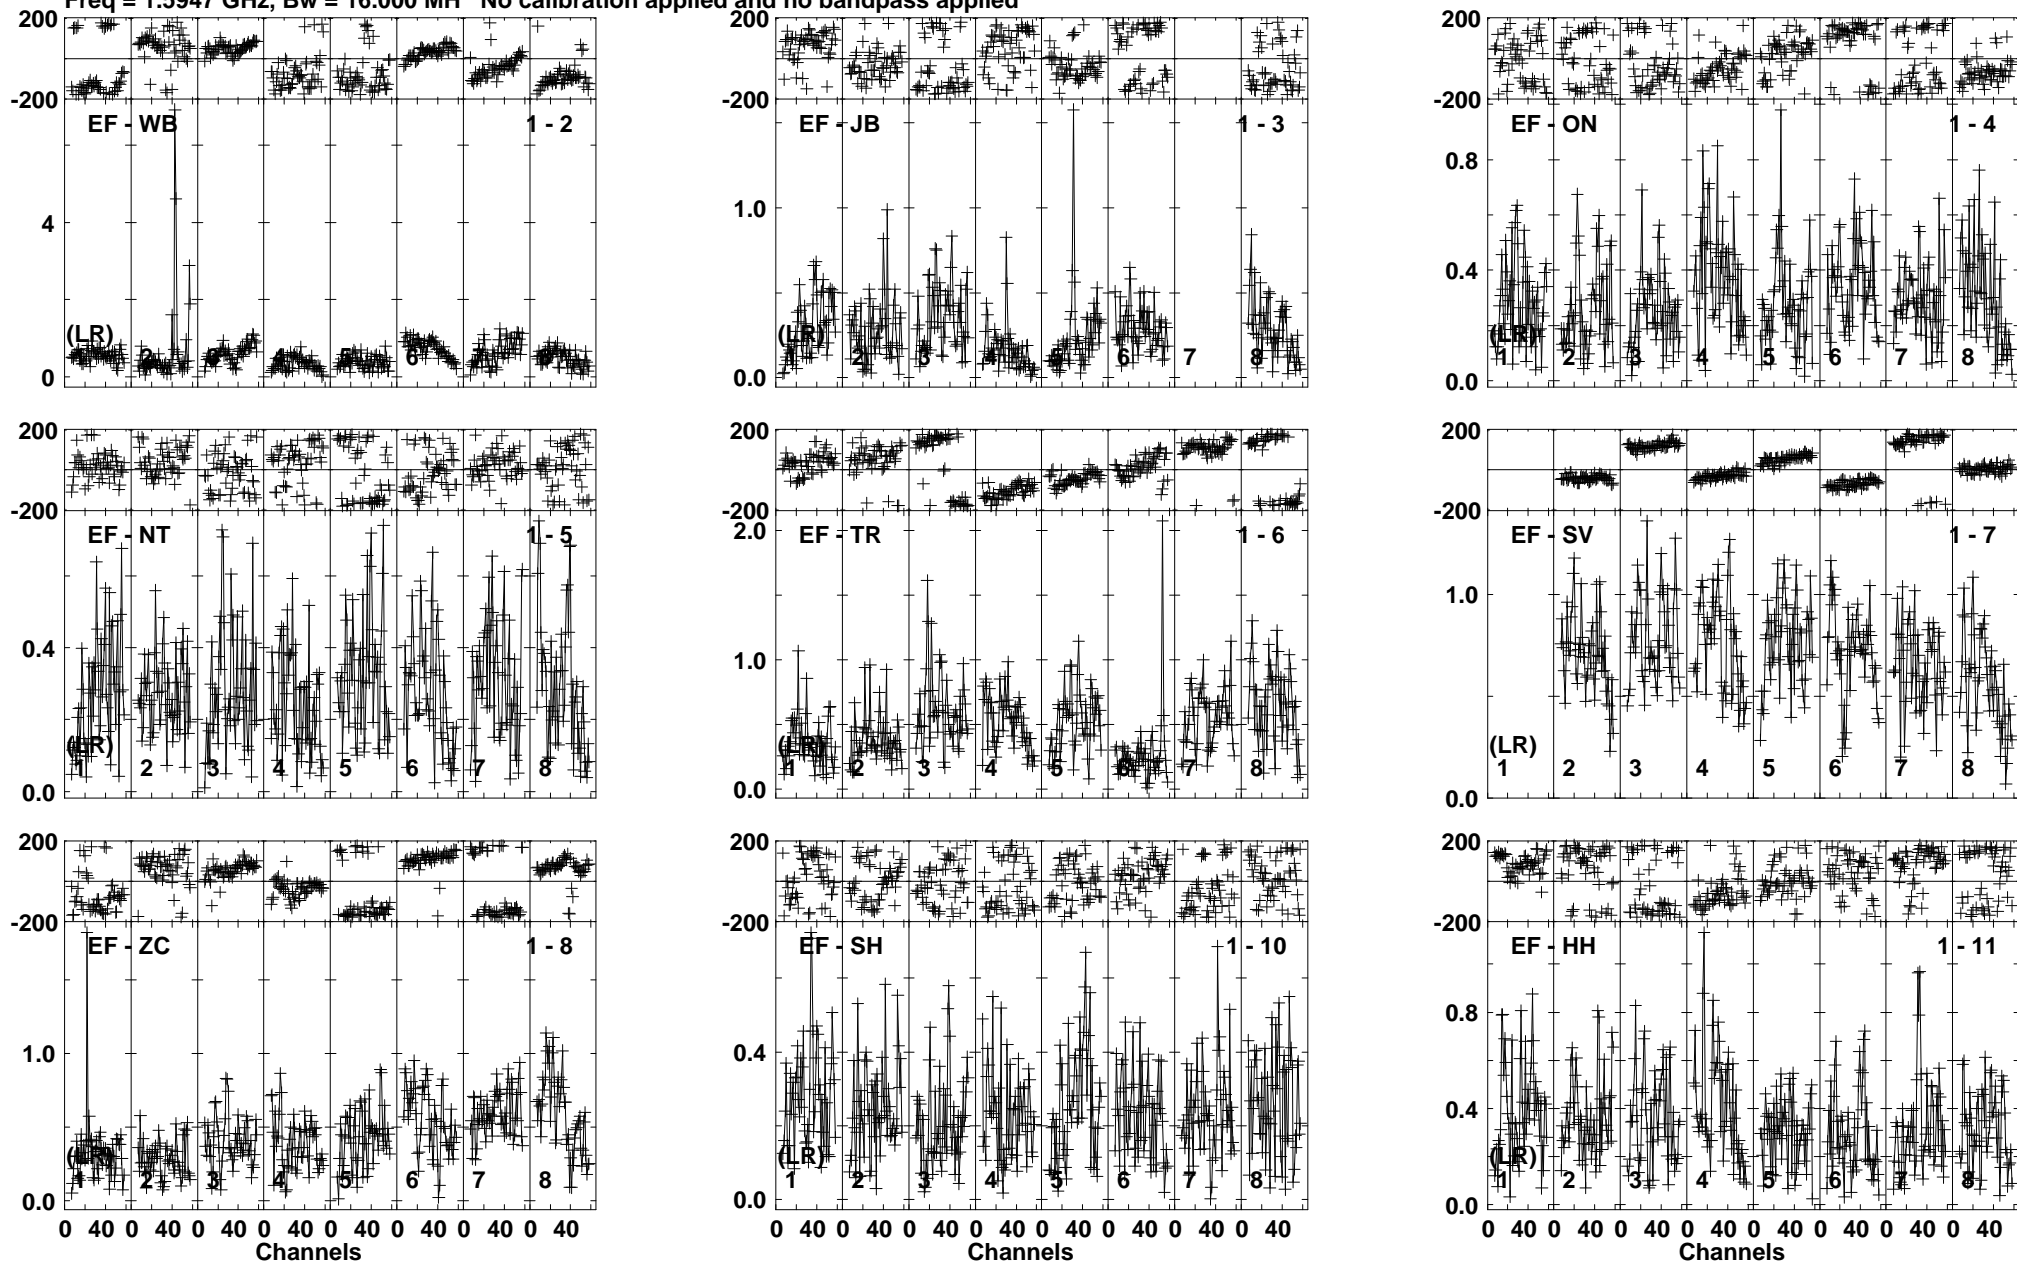 Freq = 1.5947 GHz, Bw = 16.000 MH No calibration applied and no bandpass applied
200 200 200
-200 -200 -200
EF - WB 1 - 2 EF - JB 1 - 3 EF - ON 1 - 4
4 1.0 0.8
0.4
(LR) (LR) (LR)
1 2 3 4 5 6 7 8 1 2 3 4 5 6 7 8 1 2 3 4 5 6 7 8
0 0.0 0.0
200 200 200
-200 -200 -200
EF - NT 1 - 5 EF - TR 1 - 6 EF - SV 1 - 7
2.0
0.4 1.0 1.0
(LR) (LR) (LR)
1 2 3 4 5 6 7 8 1 2 3 4 5 6 7 8 1 2 3 4 5 6 7 8
0.0 0.0 0.0
200 200 200
-200 -200 -200
EF - ZC 1 - 8 EF - SH 1 - 10 EF - HH 1 - 11
1.0 0.4 0.8
0.4
(LR) (LR) (LR)
1 2 3 4 5 6 7 8 1 2 3 4 5 6 7 8 1 2 3 4 5 6 7 8
0.0 0.0 0.0
0 40 0 40 0 40 0 40 0 40 0 40 0 40 0 40 0 40 0 40 0 40 0 40 0 40 0 40 0 40 0 40 0 40 0 40 0 40 0 40 0 40 0 40 0 40 0 40
Channels Channels Channels